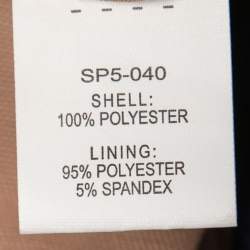 SP5-040
SHELL:
100% POLYESTER
LINING:
95% POLYESTER
5% SPANDEX